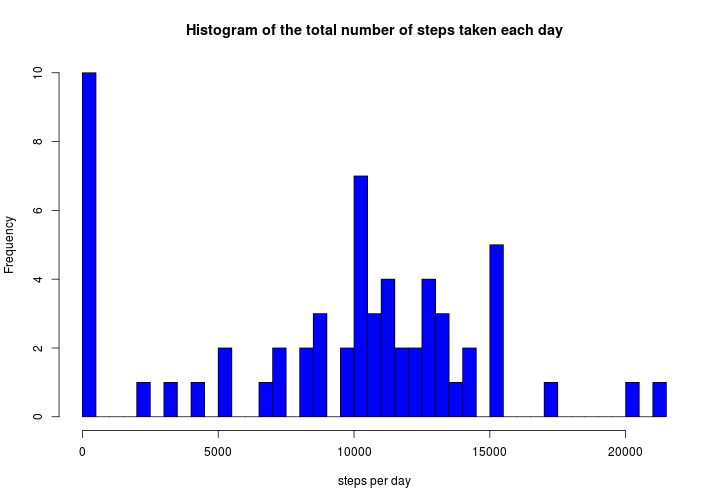 Histogram of the total number of steps taken each day
Frequency
10
8
6
4
2
0
0 5000 10000 15000 20000
steps per day